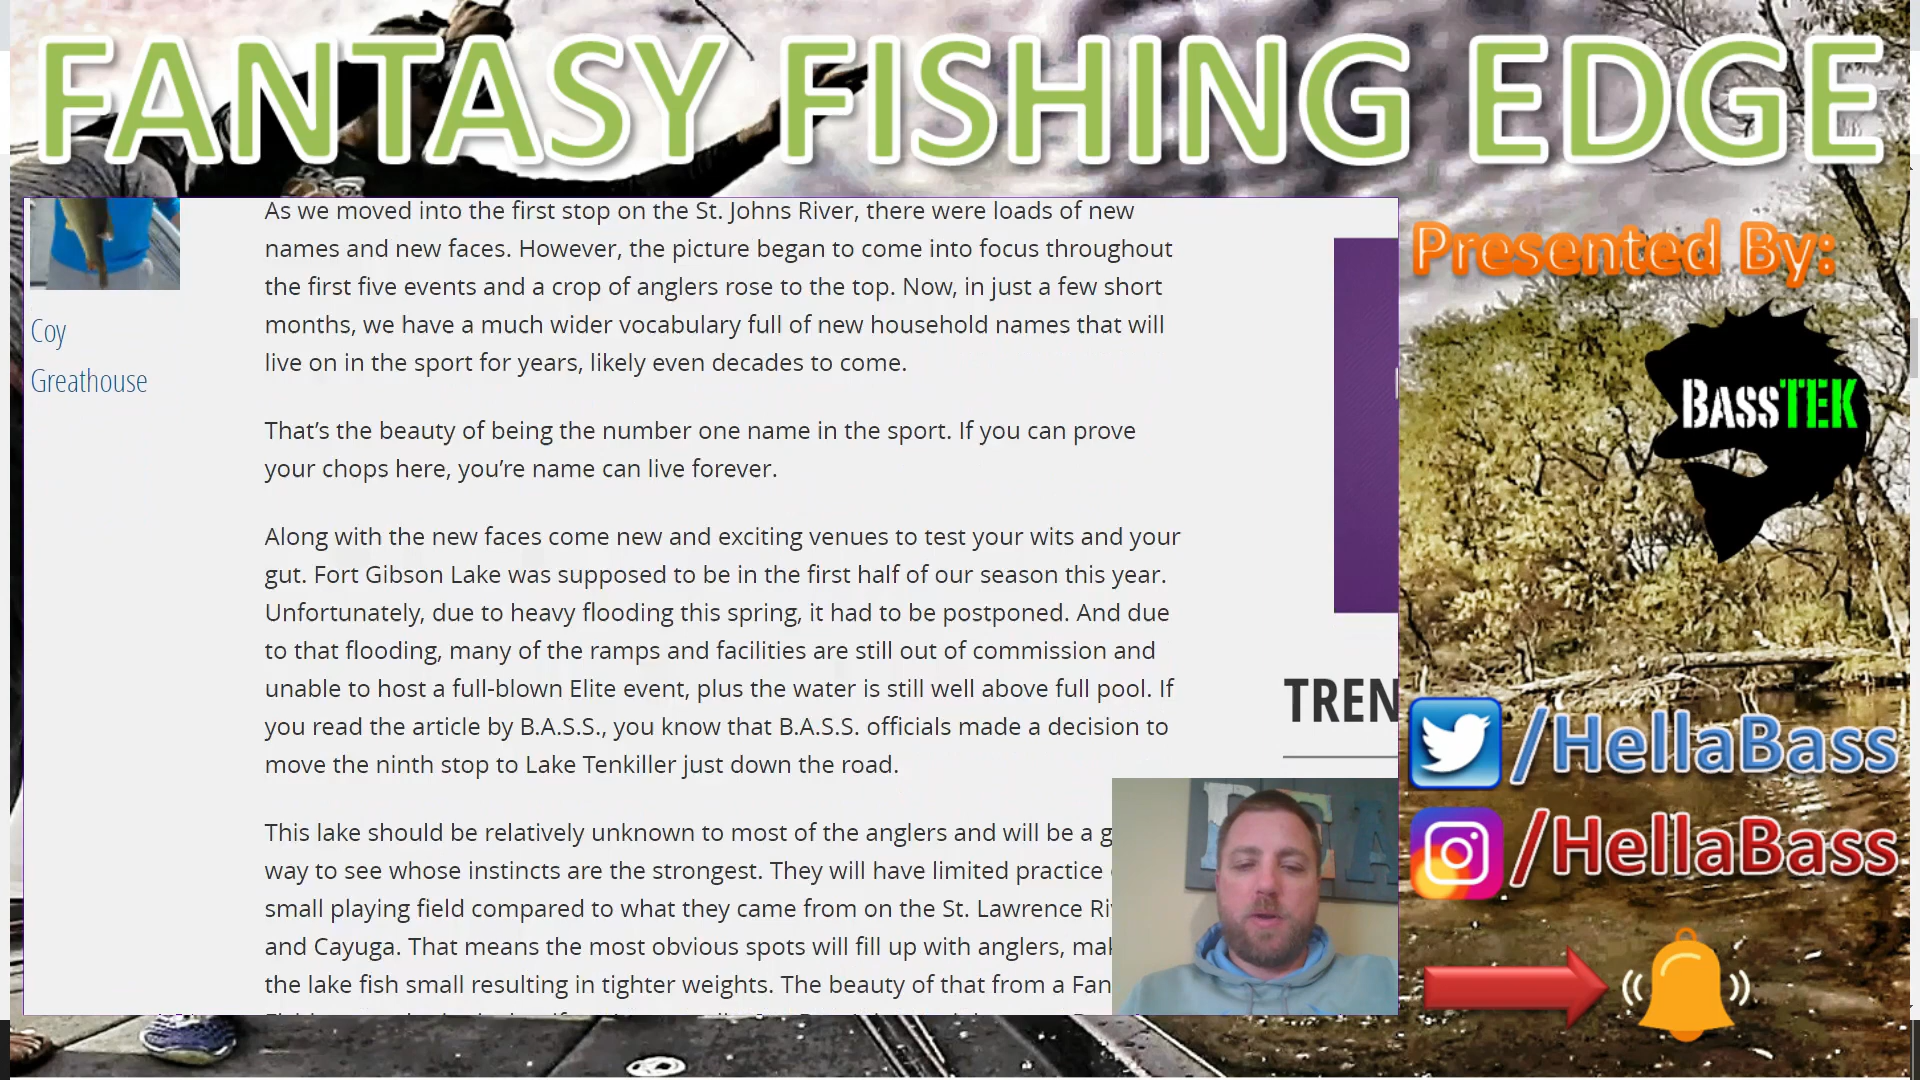 FANTASY FISHING EDGE
As we moved into the first stop on the St. Johns River, there were loads of new
names and new faces. However, the picture began to come into focus throughout
the first five events and a crop of anglers rose to the top. Now, in just a few short
months, we have a much wider vocabulary full of new household names that will
live on in the sport for years, likely even decades to come.
Coy
Greathouse
That’s the beauty of being the number one name in the sport. If you can prove
your chops here, you’re name can live forever.
Along with the new faces come new and exciting venues to test your wits and your
gut. Fort Gibson Lake was supposed to be in the first half of our season this year.
Unfortunately, due to heavy flooding this spring, it had to be postponed. And due
to that flooding, many of the ramps and facilities are still out of commission and
unable to host a full-blown Elite event, plus the water is still well above full pool. If
you read the article by B.A.S.S., you know that B.A.S.S. officials made a decision to
move the ninth stop to Lake Tenkiller just down the road.
This lake should be relatively unknown to most of the anglers and will be a g
way to see whose instincts are the strongest. They will have limited practice
small playing field compared to what they came from on the St. Lawrence Ri
and Cayuga. That means the most obvious spots will fill up with anglers, mak
the lake fish small resulting in tighter weights. The beauty of that from a Fan
TREN
Presented By:
BASSTEK
/HellaBass
/HellaBass